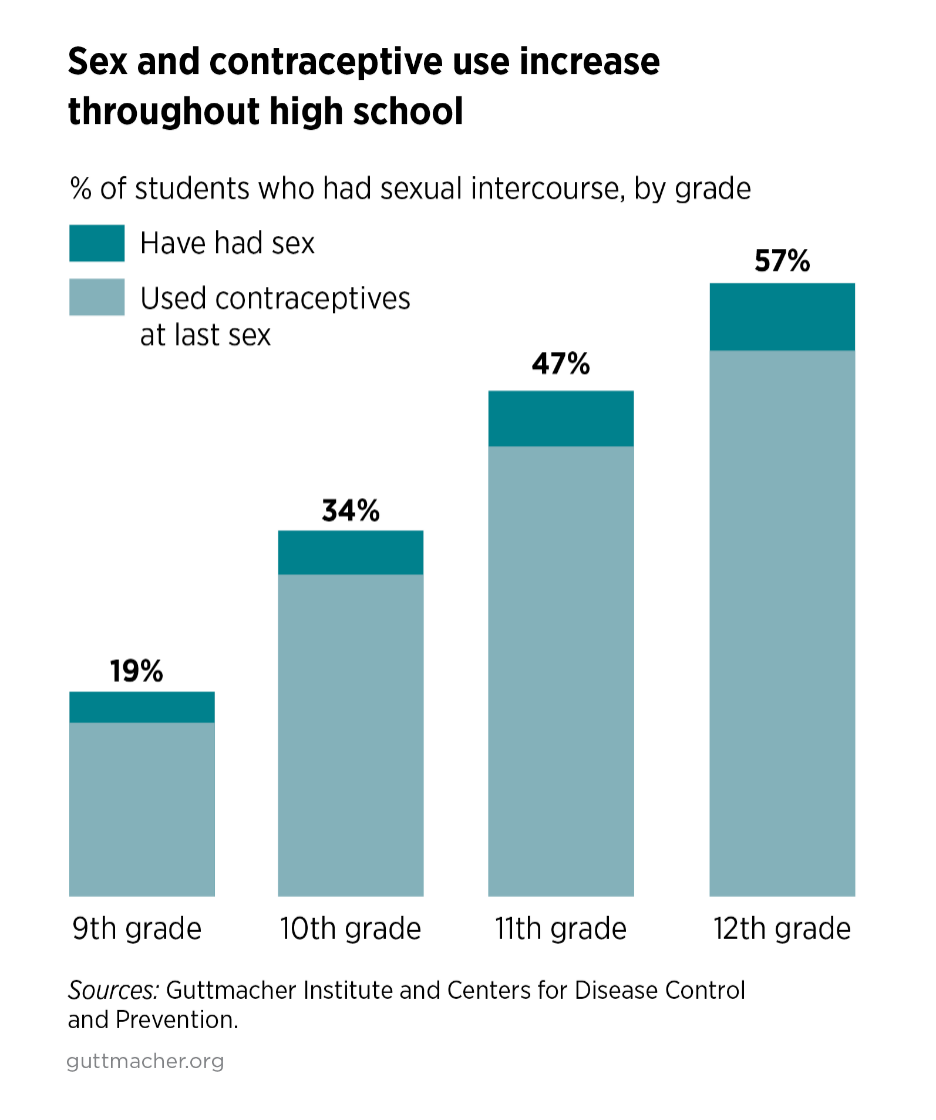 Sex and contraceptive use increase
throughout high school
% of students who had sexual intercourse, by grade
Have had sex
Used contraceptives
at last sex
57%
47%
34%
19%
9th grade
10th grade
11th grade
12th grade
Sources: Guttmacher Institute and Centers for Disease Control
and Prevention.
guttmacher.org